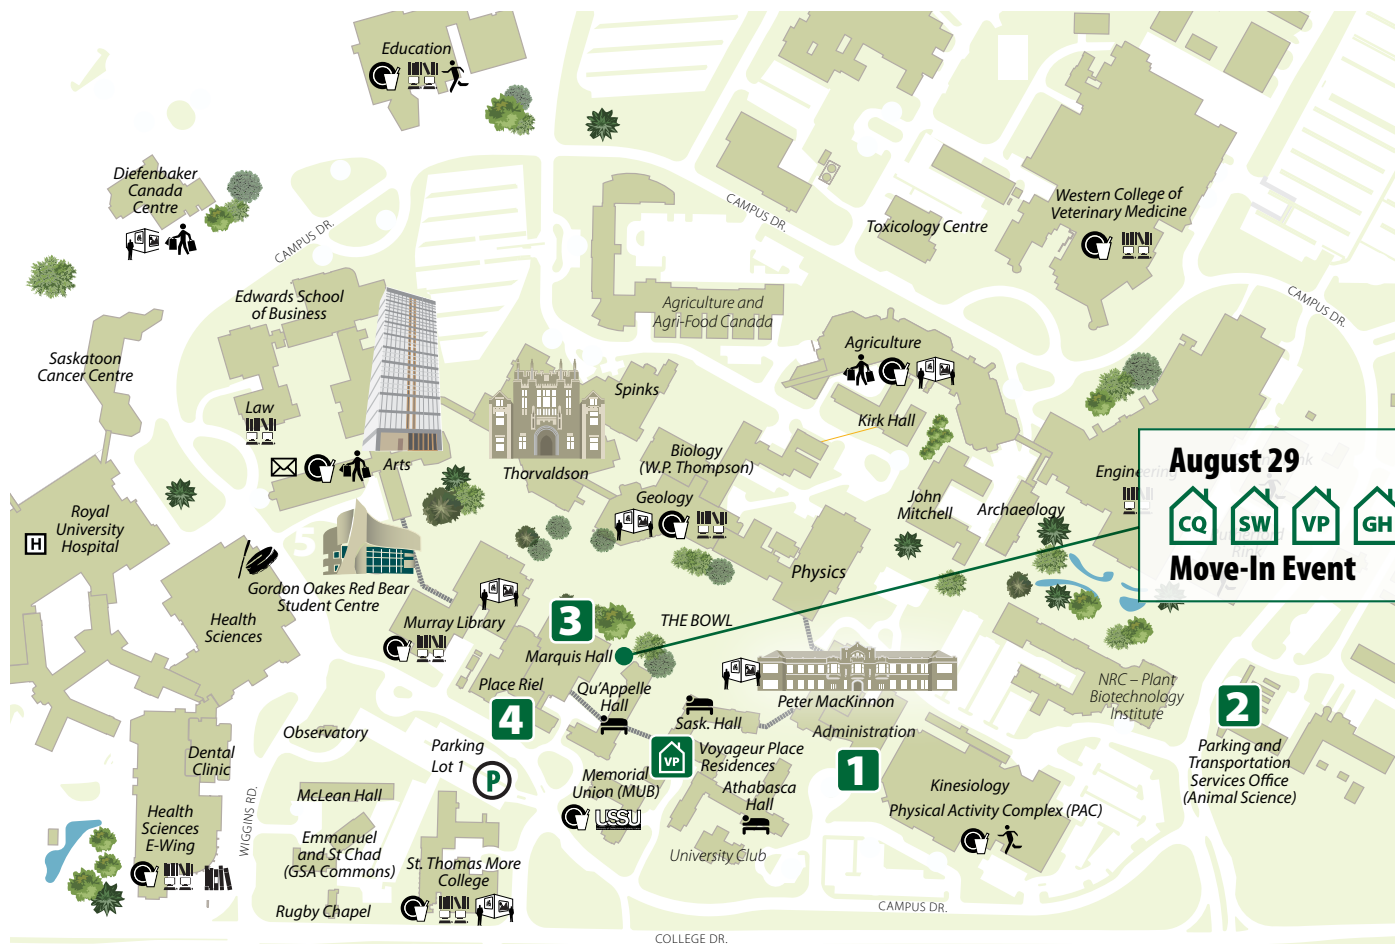 Education
Diefenbaker
Canada
Centre
CAMPUS DR.
CAMPUS DR.
Toxicology Centre
Western College of
Veterinary Medicine
CAMPUS DR.
Edwards School
of Business
Agriculture and
Agri-Food Canada
Saskatoon
Cancer Centre
Agriculture
Law
Spinks
Kirk Hall
Arts
Thorvaldson
Biology
(W.P. Thompson)
Geology
John
Mitchell
Archaeology
Engineering
August 29
CQ SW VP GH
Move-In Event
Rink
Royal
University
Hospital
H
5
Gordon Oakes Red Bear
Student Centre
Physics
Health
Sciences
Murray Library
3
THE BOWL
Marquis Hall
Place Riel
4
Qu'Appelle
Hall
Sask. Hall
Peter MacKinnon
Administration
NRC – Plant
Biotechnology
Institute
2
Parking and
Transportation
Services Office
(Animal Science)
Observatory
Parking
Lot 1
P
VP
Voyageur Place
Residences
1
Dental
Clinic
McLean Hall
Memorial
Union (MUB)
USSU
Athabasca
Hall
Kinesiology
Physical Activity Complex (PAC)
Health
Sciences
E-Wing
WIGGINS RD.
Emmanuel
and St Chad
(GSA Commons)
St. Thomas More
College
University Club
Rugby Chapel
CAMPUS DR.
COLLEGE DR.